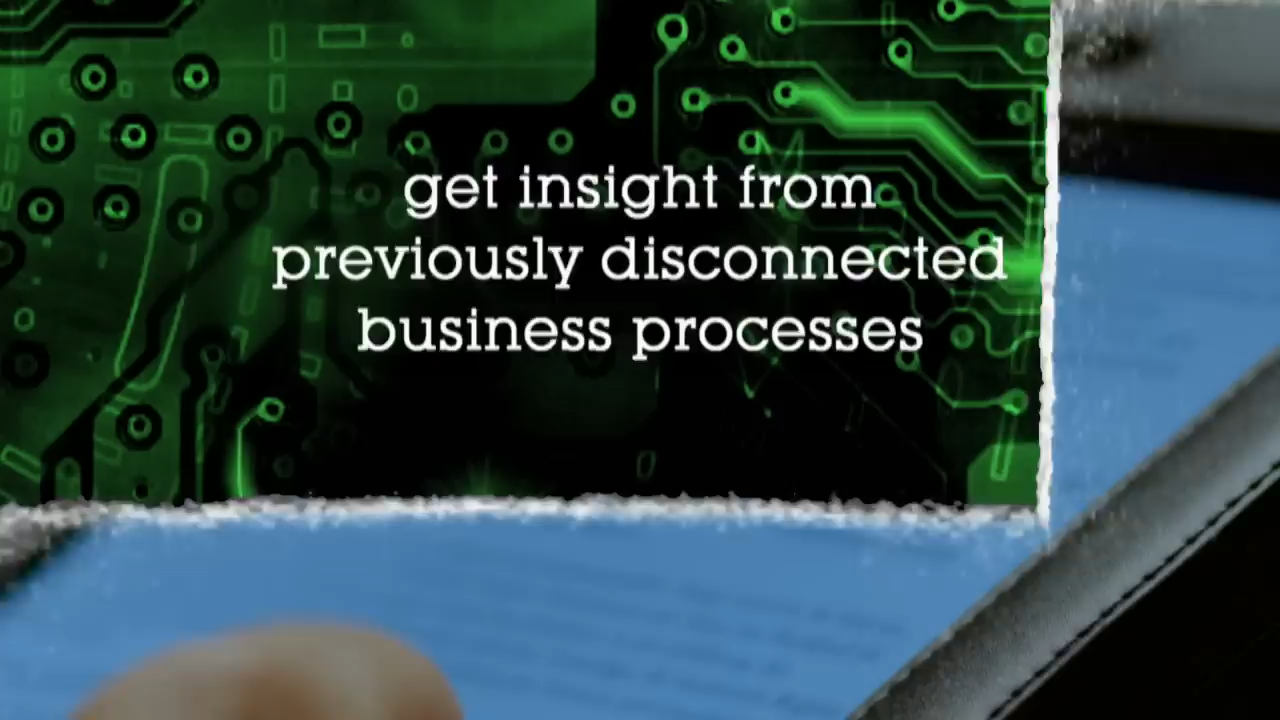 get insight from
previously disconnected
business processes